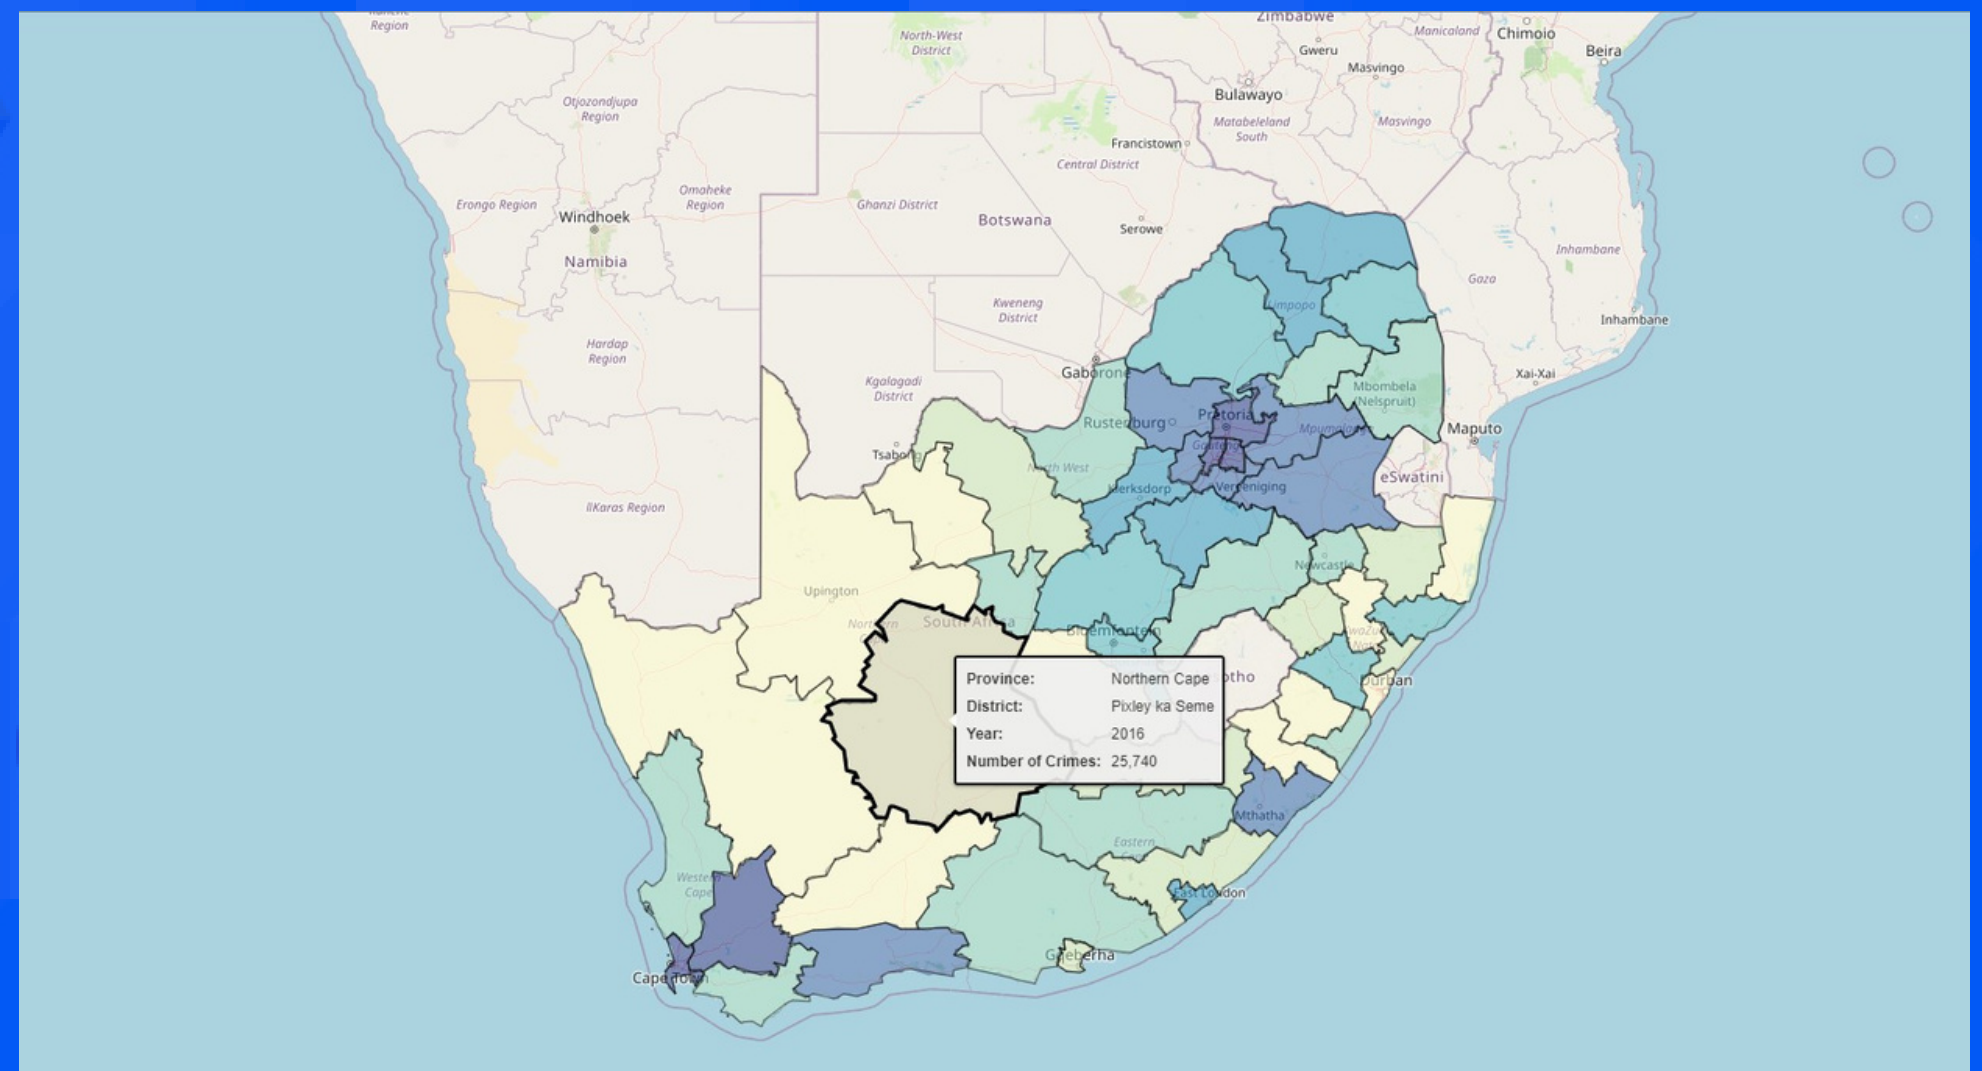 Region
Zimbabwe
North-West
District
Manicaland
Chimoio
Gweru
Beira
Masvingo
Otjozondjupa
Region
Bulawayo
Matabeleland
South
Masvingo
Francistown
Central District
Erongo Region
Omaheke
Region
Ghanzi District
Windhoek
Botswana
Serowe
Namibia
Inhambane
Gaza
Kweneng
District
Limpopo
Inhambane
Hardap
Region
Gaborone
Xai-Xai
Kgalagadi
District
Mbombela
(Nelspruit)
Rustenburg
Pretoria
Mpumalanga
Maputo
Gauteng
Tsabong
North West
eSwatini
Klerksdorp
Vereeniging
ǁKaras Region
Newcastle
Upington
South Africa
Northern
Bloemfontein
Province: Northern Cape
District: Pixley ka Seme
Year: 2016
Number of Crimes: 25,740
otho
Durban
Mthatha
Eastern
Western
Cape
East London
Gqeberha
Cape Town